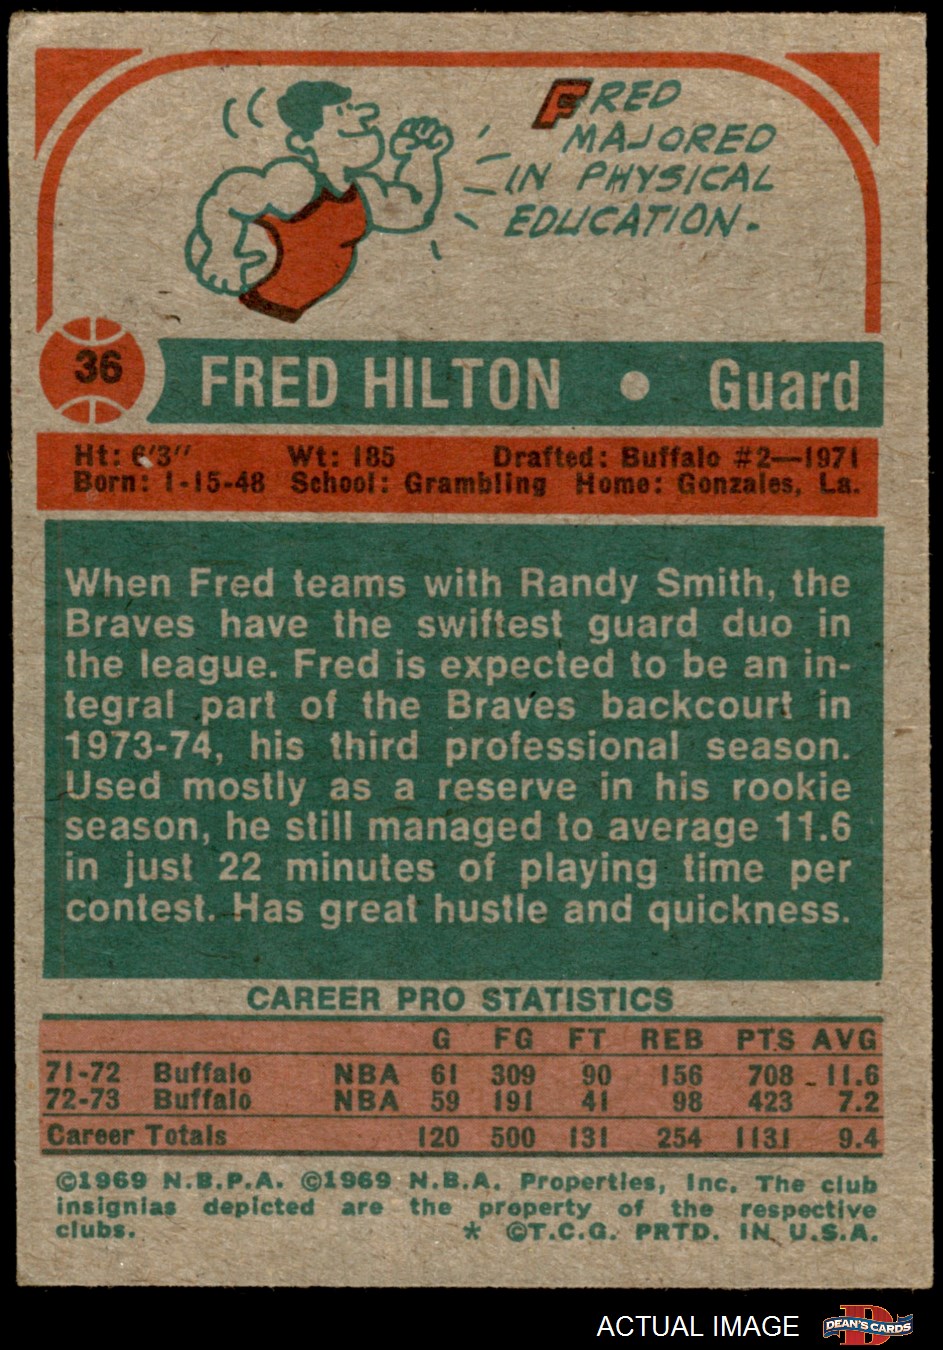 FRED
MAJORED
IN PHYSICAL
EDUCATION.
36
FRED HILTON • Guard
Ht: 6'3" Wt: 185 Drafted: Buffalo #2—1971
Born: 1-15-48 School: Grambling Home: Gonzales, La.
When Fred teams with Randy Smith, the
Braves have the swiftest guard duo in
the league. Fred is expected to be an in-
tegral part of the Braves backcourt in
1973-74, his third professional season.
Used mostly as a reserve in his rookie
season, he still managed to average 11.6
in just 22 minutes of playing time per
contest. Has great hustle and quickness.
CAREER PRO STATISTICS
G FG FT REB PTS AVG
71-72 Buffalo NBA 61 309 90 156 708 11.6
72-73 Buffalo NBA 59 191 41 98 423 7.2
Career Totals 120 500 131 254 1131 9.4
©1969 N.B.P.A. ©1969 N.B.A. Properties, Inc. The club
insignias depicted are the property of the respective
clubs. * ©T.C.G. PRTD. IN U.S.A.
ACTUAL IMAGE
D
DEAN'S CARDS